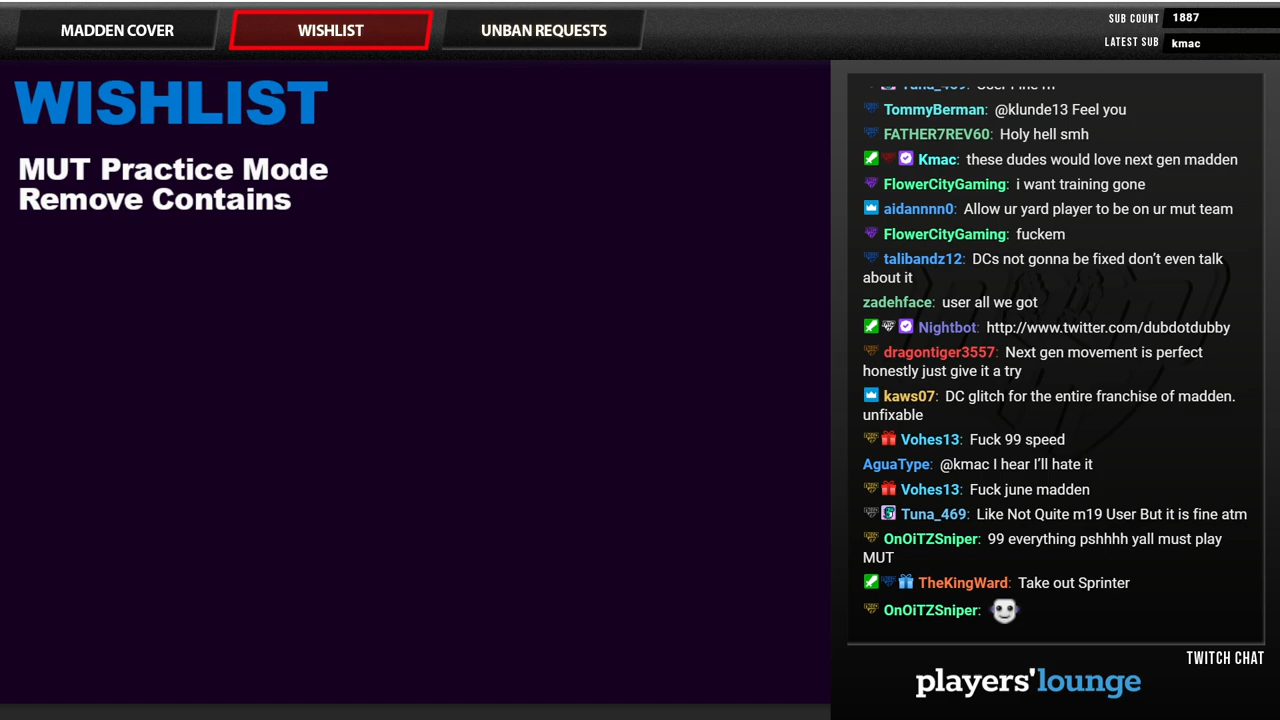 MADDEN COVER
WISHLIST
UNBAN REQUESTS
SUB COUNT 1887
LATEST SUB kmac
WISHLIST
MUT Practice Mode
Remove Contains
TommyBerman: @klunde13 Feel you
FATHER7REV60: Holy hell smh
Kmac: these dudes would love next gen madden
FlowerCityGaming: i want training gone
aidannnn0: Allow ur yard player to be on ur mut team
FlowerCityGaming: fuckem
talibandz12: DCs not gonna be fixed don't even talk
about it
zadehface: user all we got
Nightbot: http://www.twitter.com/dubdotdubby
dragontiger3557: Next gen movement is perfect
honestly just give it a try
kaws07: DC glitch for the entire franchise of madden.
unfixable
Vohes13: Fuck 99 speed
AguaType: @kmac I hear I'll hate it
Vohes13: Fuck june madden
Tuna_469: Like Not Quite m19 User But it is fine atm
OnOiTZSniper: 99 everything pshhhh yall must play
MUT
TheKingWard: Take out Sprinter
OnOiTZSniper:
TWITCH CHAT
players'lounge